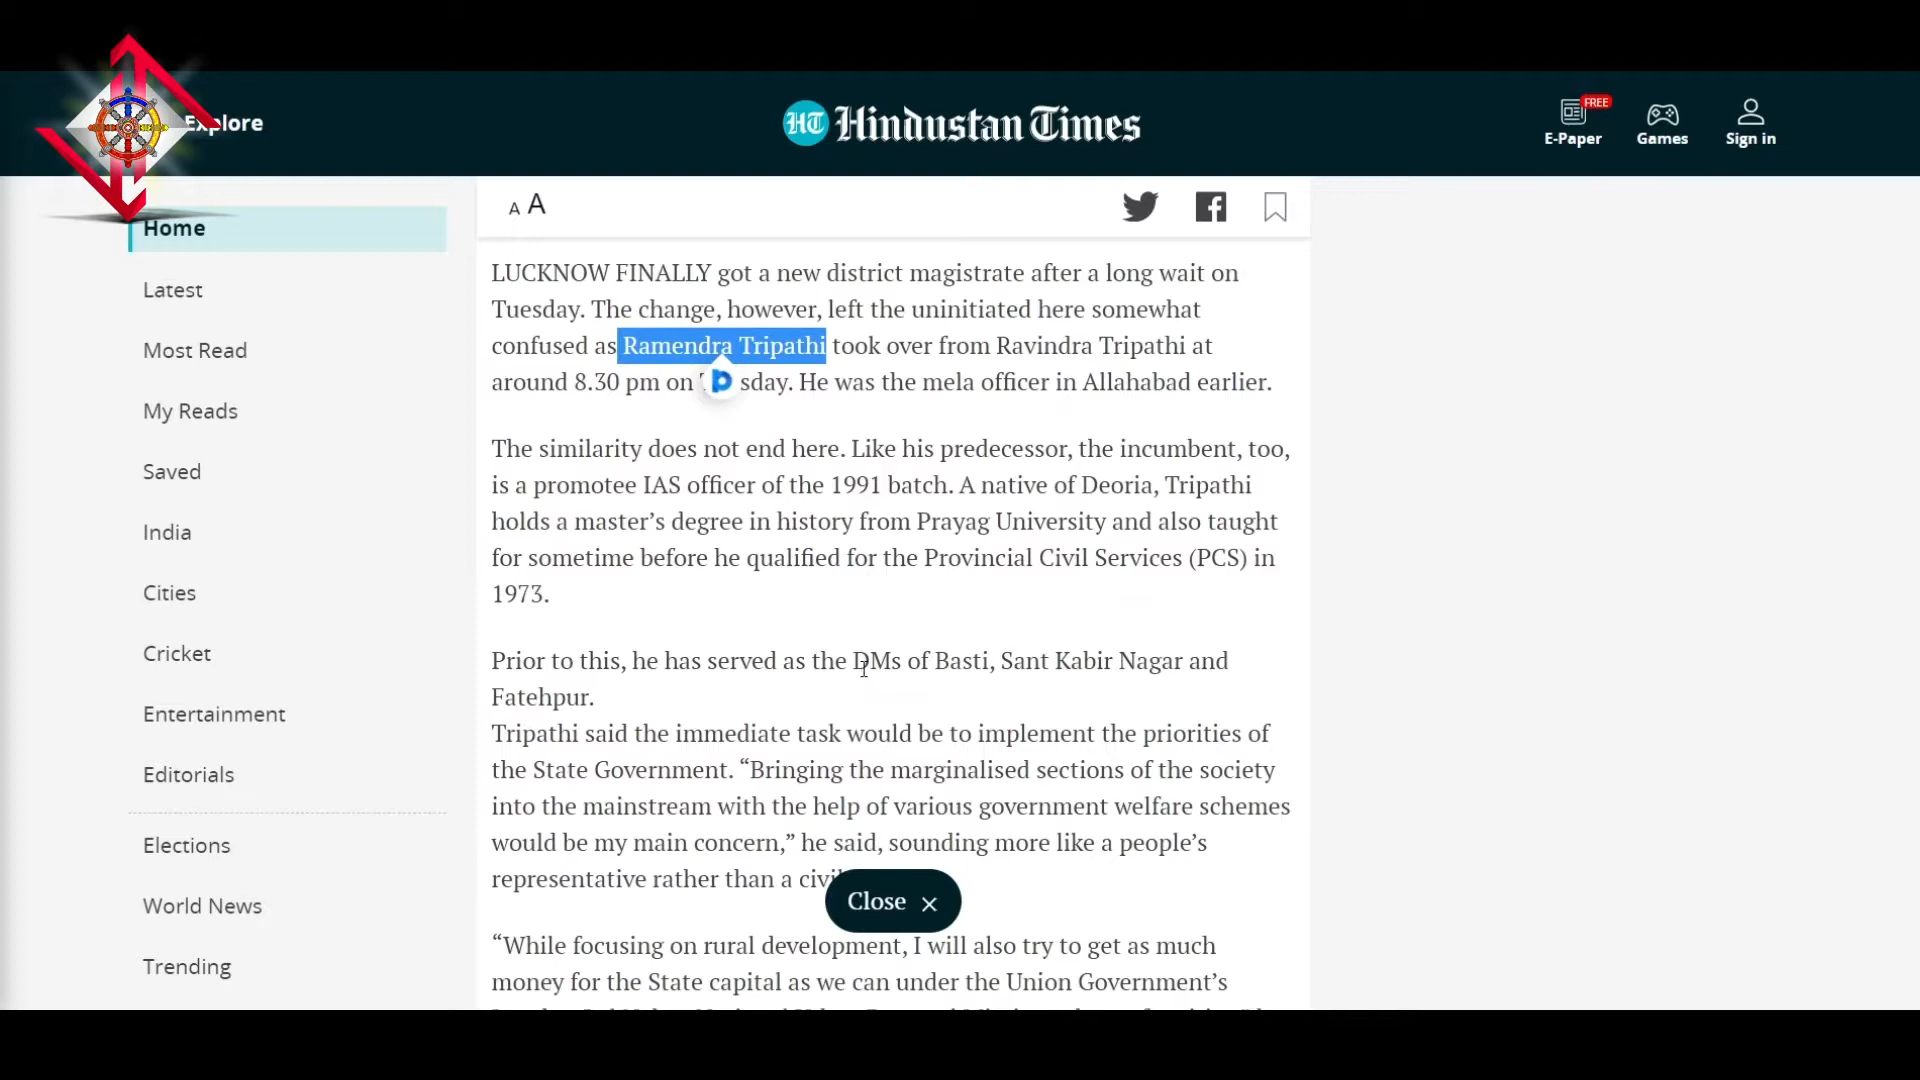 Explore
HT Hindustan Times
FREE
E-Paper
Games
Sign in
Home
Latest
Most Read
My Reads
Saved
India
Cities
Cricket
Entertainment
Editorials
Elections
World News
Trending
A A
LUCKNOW FINALLY got a new district magistrate after a long wait on
Tuesday. The change, however, left the uninitiated here somewhat
confused as Ramendra Tripathi took over from Ravindra Tripathi at
around 8.30 pm on sday. He was the mela officer in Allahabad earlier.
The similarity does not end here. Like his predecessor, the incumbent, too,
is a promotee IAS officer of the 1991 batch. A native of Deoria, Tripathi
holds a master’s degree in history from Prayag University and also taught
for sometime before he qualified for the Provincial Civil Services (PCS) in
1973.
Prior to this, he has served as the DMs of Basti, Sant Kabir Nagar and
Fatehpur.
Tripathi said the immediate task would be to implement the priorities of
the State Government. “Bringing the marginalised sections of the society
into the mainstream with the help of various government welfare schemes
would be my main concern,” he said, sounding more like a people’s
representative rather than a civi
Close ×
“While focusing on rural development, I will also try to get as much
money for the State capital as we can under the Union Government’s